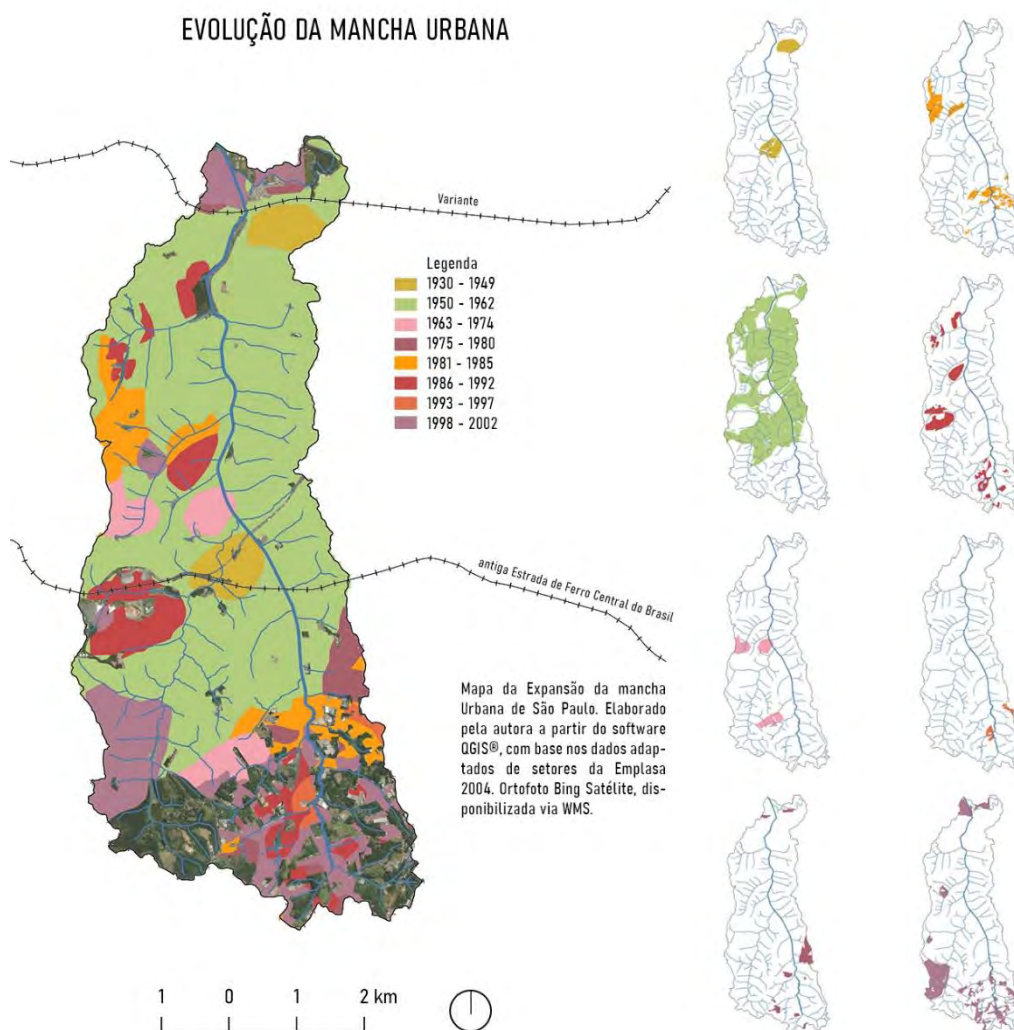 EVOLUÇÃO DA MANCHA URBANA
Variante
Legenda
1930 - 1949
1950 - 1962
1963 - 1974
1975 - 1980
1981 - 1985
1986 - 1992
1993 - 1997
1998 - 2002
antiga Estrada de Ferro Central do Brasil
Mapa da Expansão da mancha
Urbana de São Paulo. Elaborado
pela autora a partir do software
QGIS®, com base nos dados adap-
tados de setores da Emplasa
2004. Ortofoto Bing Satélite, dis-
ponibilizada via WMS.
1 0 1 2 km